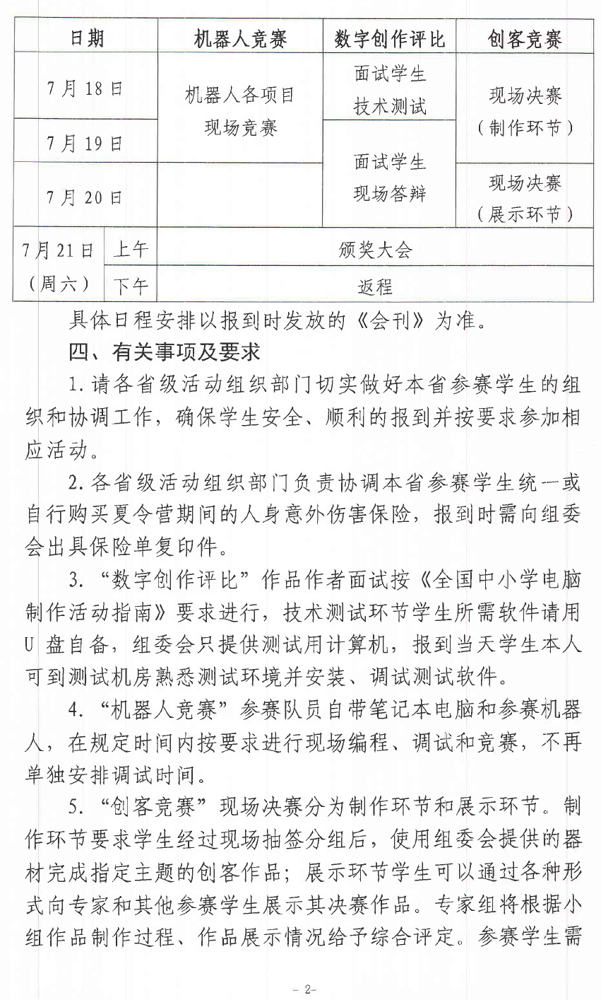 日期 机器人竞赛 数字创作评比 创客竞赛
7月18日 机器人各项目 现场竞赛 面试学生 技术测试 现场决赛 （制作环节）
7月19日 面试学生 现场答辩
7月20日 现场决赛 （展示环节）
7月21日 （周六） 上午 颁奖大会
下午 返程
具体日程安排以报到时发放的《会刊》为准。
四、有关事项及要求
1.请各省级活动组织部门切实做好本省参赛学生的组
织和协调工作，确保学生安全、顺利的报到并按要求参加相
应活动。
2.各省级活动组织部门负责协调本省参赛学生统一或
自行购买夏令营期间的人身意外伤害保险，报到时需向组委
会出具保险单复印件。
3.“数字创作评比”作品作者面试按《全国中小学电脑
制作活动指南》要求进行，技术测试环节学生所需软件请用
U 盘自备，组委会只提供测试用计算机，报到当天学生本人
可到测试机房熟悉测试环境并安装、调试测试软件。
4.“机器人竞赛”参赛队员自带笔记本电脑和参赛机器
人，在规定时间内按要求进行现场编程、调试和竞赛，不再
单独安排调试时间。
5.“创客竞赛”现场决赛分为制作环节和展示环节。制
作环节要求学生经过现场抽签分组后，使用组委会提供的器
材完成指定主题的创客作品；展示环节学生可以通过各种形
式向专家和其他参赛学生展示其决赛作品。专家组将根据小
组作品制作过程、作品展示情况给予综合评定。参赛学生需
- 2-